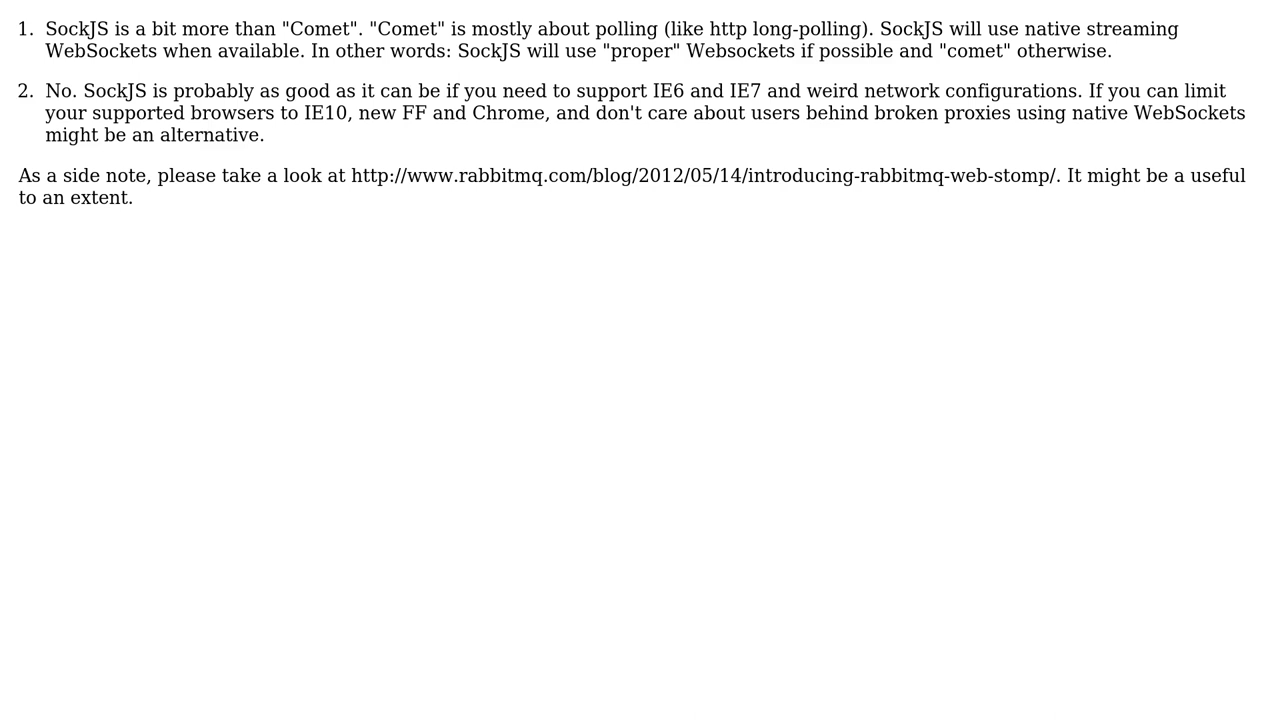 1. SockJS is a bit more than "Comet". "Comet" is mostly about polling (like http long-polling). SockJS will use native streaming
WebSockets when available. In other words: SockJS will use "proper" Websockets if possible and "comet" otherwise.
2. No. SockJS is probably as good as it can be if you need to support IE6 and IE7 and weird network configurations. If you can limit
your supported browsers to IE10, new FF and Chrome, and don't care about users behind broken proxies using native WebSockets
might be an alternative.
As a side note, please take a look at http://www.rabbitmq.com/blog/2012/05/14/introducing-rabbitmq-web-stomp/. It might be a useful
to an extent.